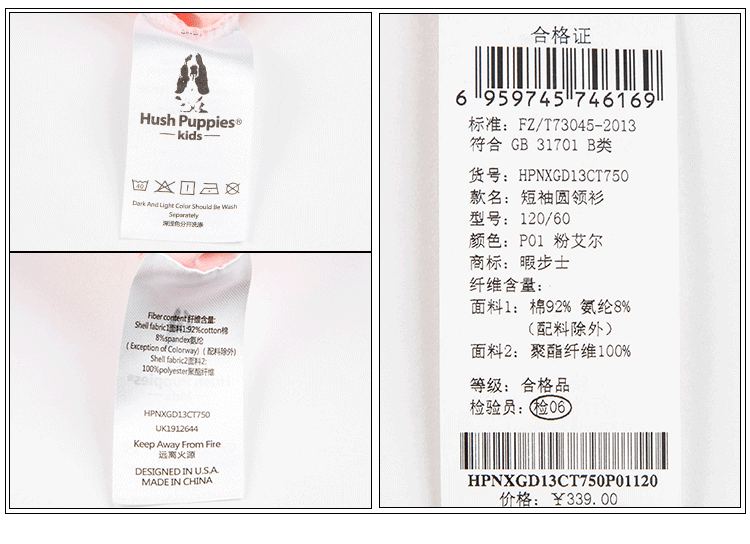 Hush Puppies®
kids
40
Dark And Light Color Should Be Wash
Separately
深浅色分开洗涤
Fiber content 纤维含量:
Shell fabric1面料1:92%cotton棉
8%spandex氨纶
( Exception of Colorway)（配料除外）
Shell fabric2面料2:
100%polyester聚酯纤维
HPNXGD13CT750
UK1912644
Keep Away From Fire
远离火源
DESIGNED IN U.S.A.
MADE IN CHINA
合格证
6 959745 746169
标准: FZ/T73045-2013
符合 GB 31701 B类
货号: HPNXGD13CT750
款名: 短袖圆领衫
型号: 120/60
颜色: P01 粉艾尔
商标: 暇步士
纤维含量:
面料1: 棉92% 氨纶8%
（配料除外）
面料2: 聚酯纤维100%
等级: 合格品
检验员: 检06
HPNXGD13CT750P01120
价格: ¥339.00